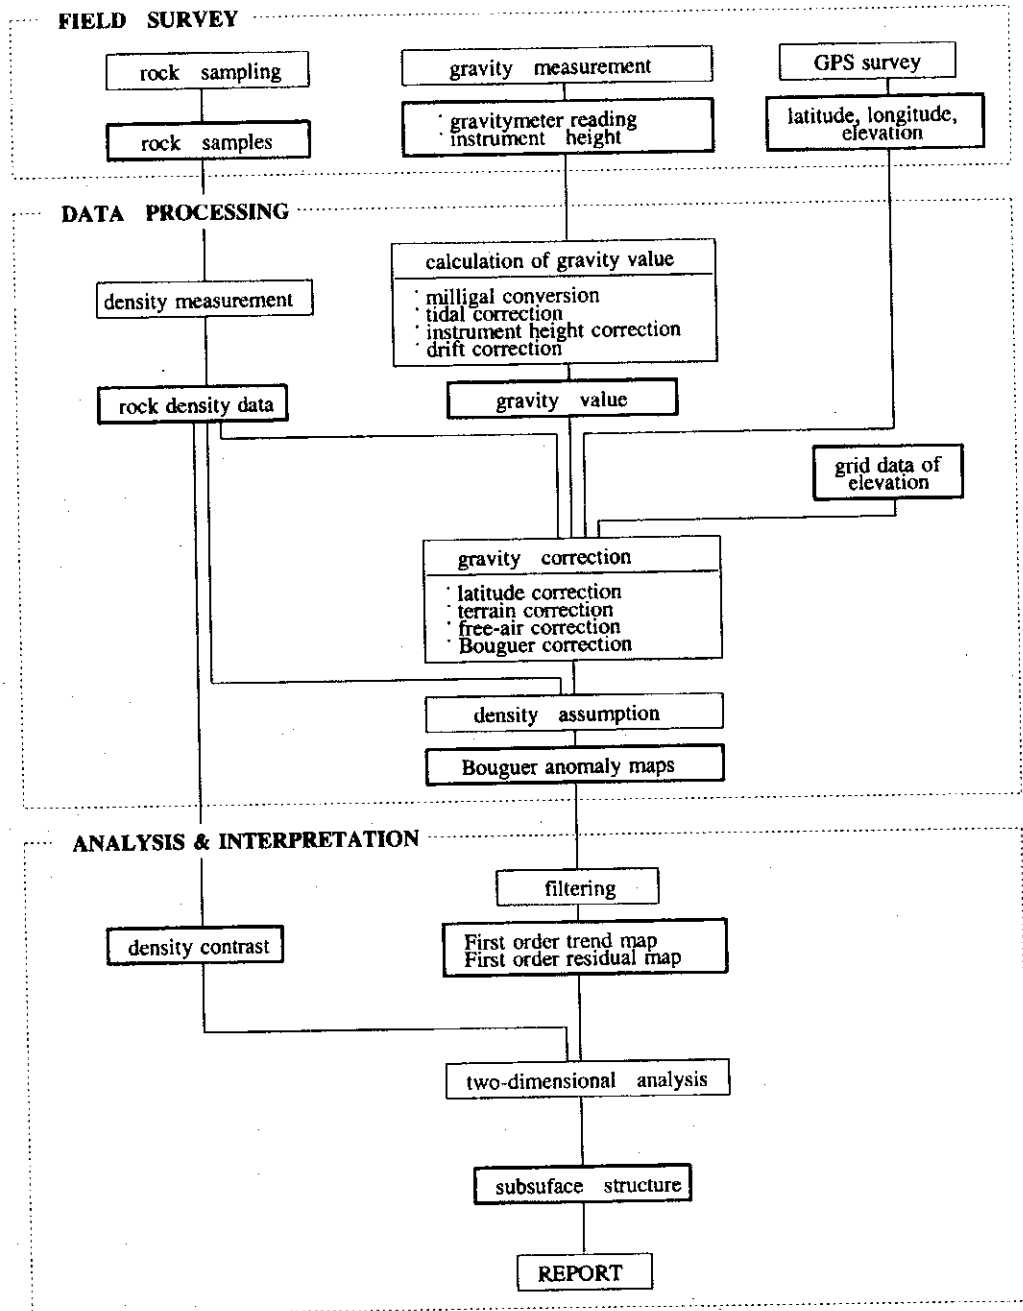 FIELD SURVEY
rock sampling
gravity measurement
GPS survey
rock samples
· gravitymeter reading
· instrument height
latitude, longitude,
elevation
DATA PROCESSING
density measurement
calculation of gravity value
· milligal conversion
· tidal correction
· instrument height correction
· drift correction
rock density data
gravity value
grid data of
elevation
gravity correction
· latitude correction
· terrain correction
· free-air correction
· Bouguer correction
density assumption
Bouguer anomaly maps
ANALYSIS & INTERPRETATION
filtering
density contrast
First order trend map
First order residual map
two-dimensional analysis
subsuface structure
REPORT